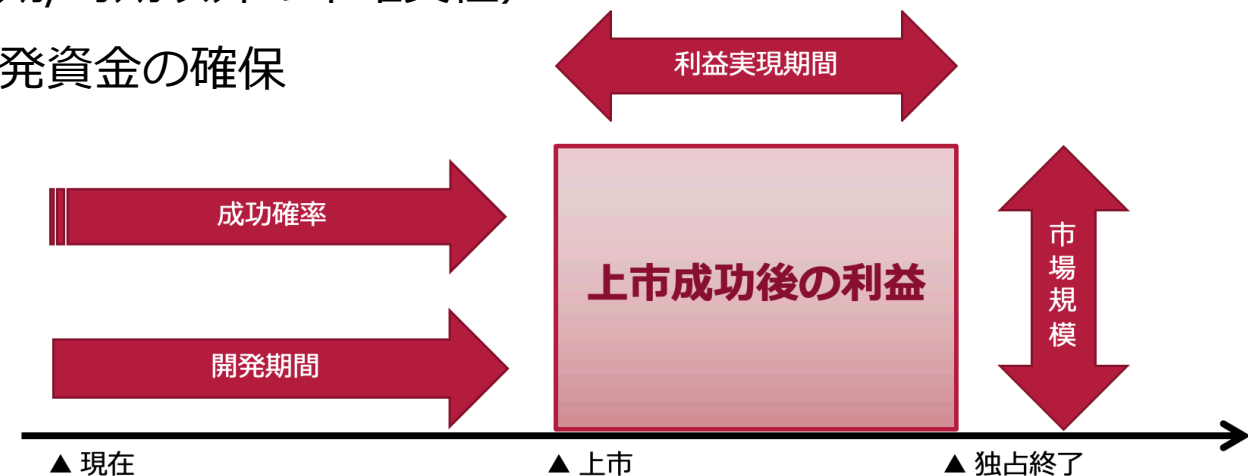 発資金の確保
利益実現期間
成功確率
上市成功後の利益
市場規模
開発期間
▲ 現在
▲ 上市
▲ 独占終了